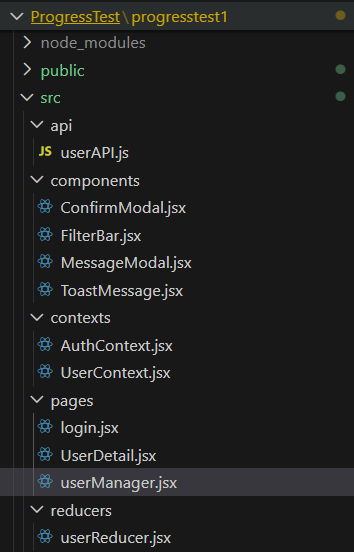 ProgressTest\progresstest1
node_modules
public
src
api
JS userAPI.js
components
ConfirmModal.jsx
FilterBar.jsx
MessageModal.jsx
ToastMessage.jsx
contexts
AuthContext.jsx
UserContext.jsx
pages
login.jsx
UserDetail.jsx
userManager.jsx
reducers
userReducer.jsx